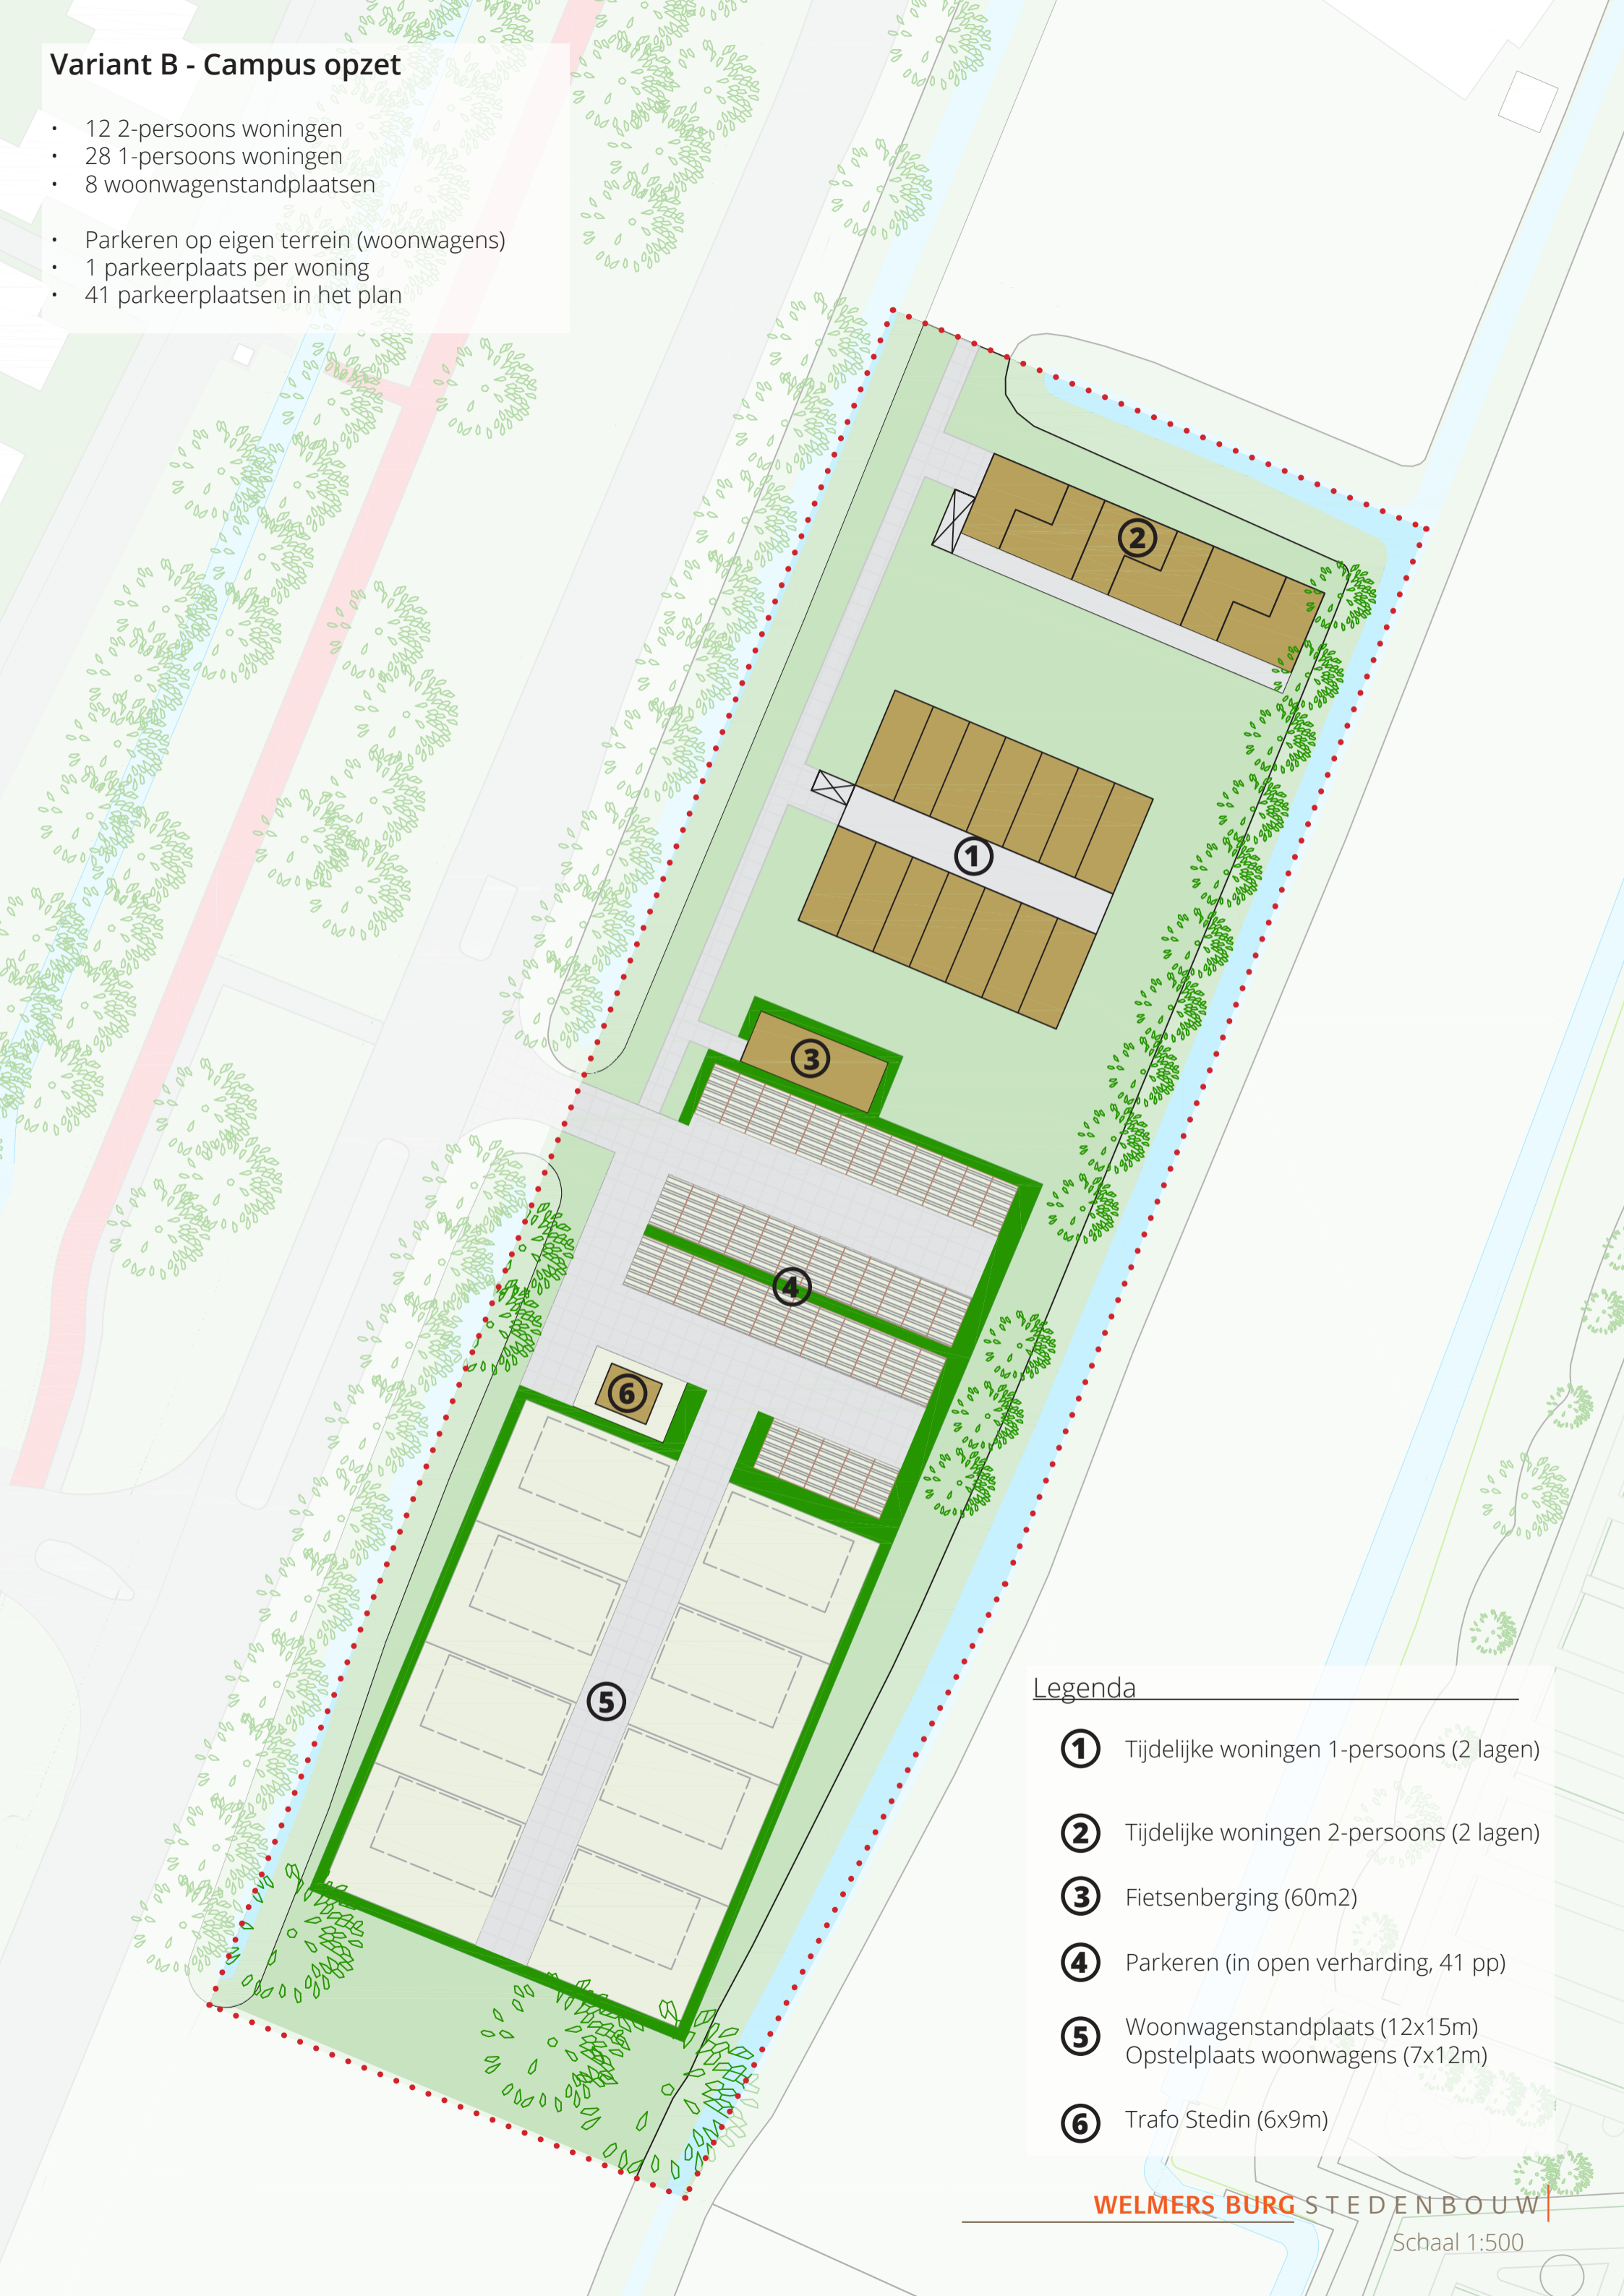 Variant B - Campus opzet
• 12 2-persoons woningen
• 28 1-persoons woningen
• 8 woonwagenstandplaatsen
• Parkeren op eigen terrein (woonwagens)
• 1 parkeerplaats per woning
• 41 parkeerplaatsen in het plan
2
1
3
4
6
5
Legenda
1 Tijdelijke woningen 1-persoons (2 lagen)
2 Tijdelijke woningen 2-persoons (2 lagen)
3 Fietsenberging (60m2)
4 Parkeren (in open verharding, 41 pp)
5 Woonwagenstandplaats (12x15m)
Opstelplaats woonwagens (7x12m)
6 Trafo Stedin (6x9m)
WELMERS BURG STEDENBOUW
Schaal 1:500